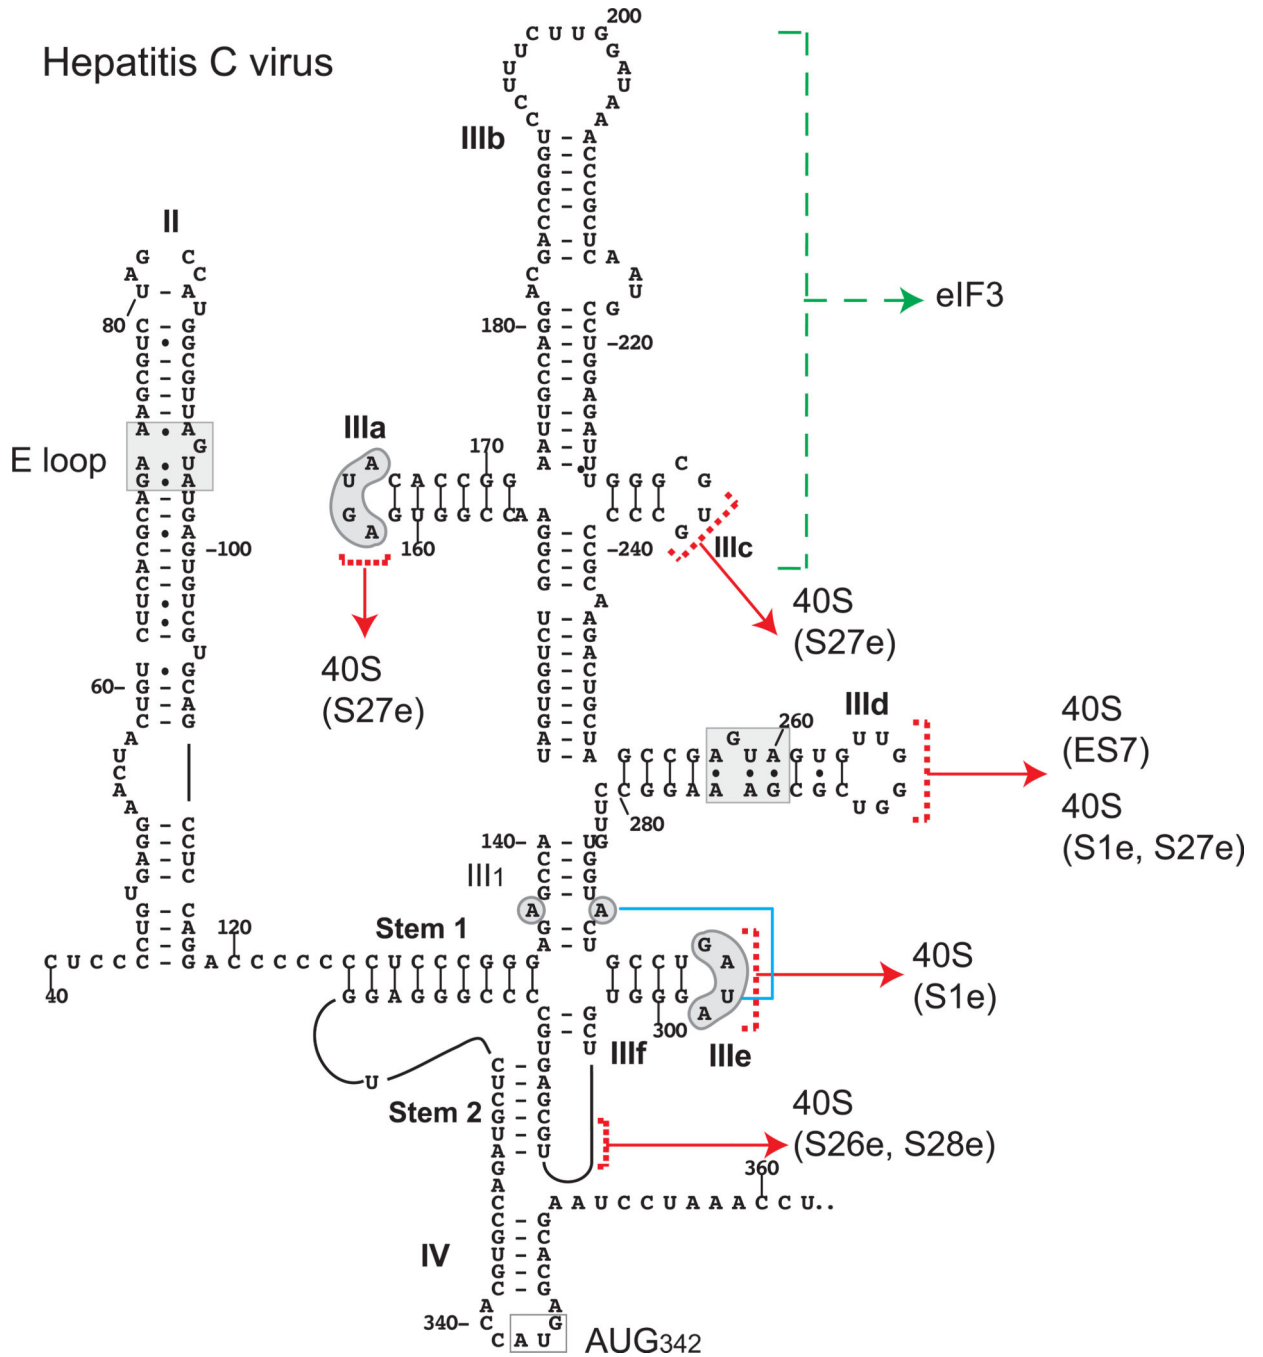 Hepatitis C virus
200
C U U G
U G
U A
U U
C A
C A
IIIb
U – A
G – C
G – C
G – C
G – G
C – C
C – U
A – C
G – C A
C A
A U
G
180–
G – C
G – C
A – U
C – G
C – G
G – A
U – G
U – A
A – U
A • U
U
–220
II
G C
A C
U – A
U
80
C – G
U • G
G – C
C – G
G – U
A – U
A • A
G
A • U
G • A
A – U
C – G
G • A
C – G
A – U
C – G
U • U
U • C
C – G
U
U • G
60–
G – C
U – A
C – G
A
U
C
A
A
G – C
G – C
A – U
G – C
U
G – C
U – A
C – G
E loop
–100
eIF3
IIIa
170
A C A C C G G
U
G
A G U G G C C A A
160
40S
(S27e)
U G G G C G
C C C G U
IIIc
–240
40S
(S27e)
G – C
G – C
G – G
C – C
G
A
U – A
C – G
U – A
G – C
G – U
U – G
G – C
A – U
U – A
IIId
260
G C C G A G U A G U G U U G
C C G G A A A G C G C U G G
280
C
U
U
G
40S
(ES7)
40S
(S1e, S27e)
140–
A – U
C – G
C – G
G – U
A A
G – C
A – U
III1
Stem 1
120
C U C C C – G A C C C C C C C U C C C G G G
40
G G A G G G C C C
G C C U G A
U G G G A U
300
IIIe
IIIf
40S
(S1e)
C – G
G – C
U – U
U
Stem 2
C – G
U – A
C – G
G – C
U – G
A – U
G
A
C
C – G
G – C
U – A
G – C
C – G
A A
C G
C A U
40S
(S26e, S28e)
360
A A U C C U A A A C C U..
IV
340–
AUG342